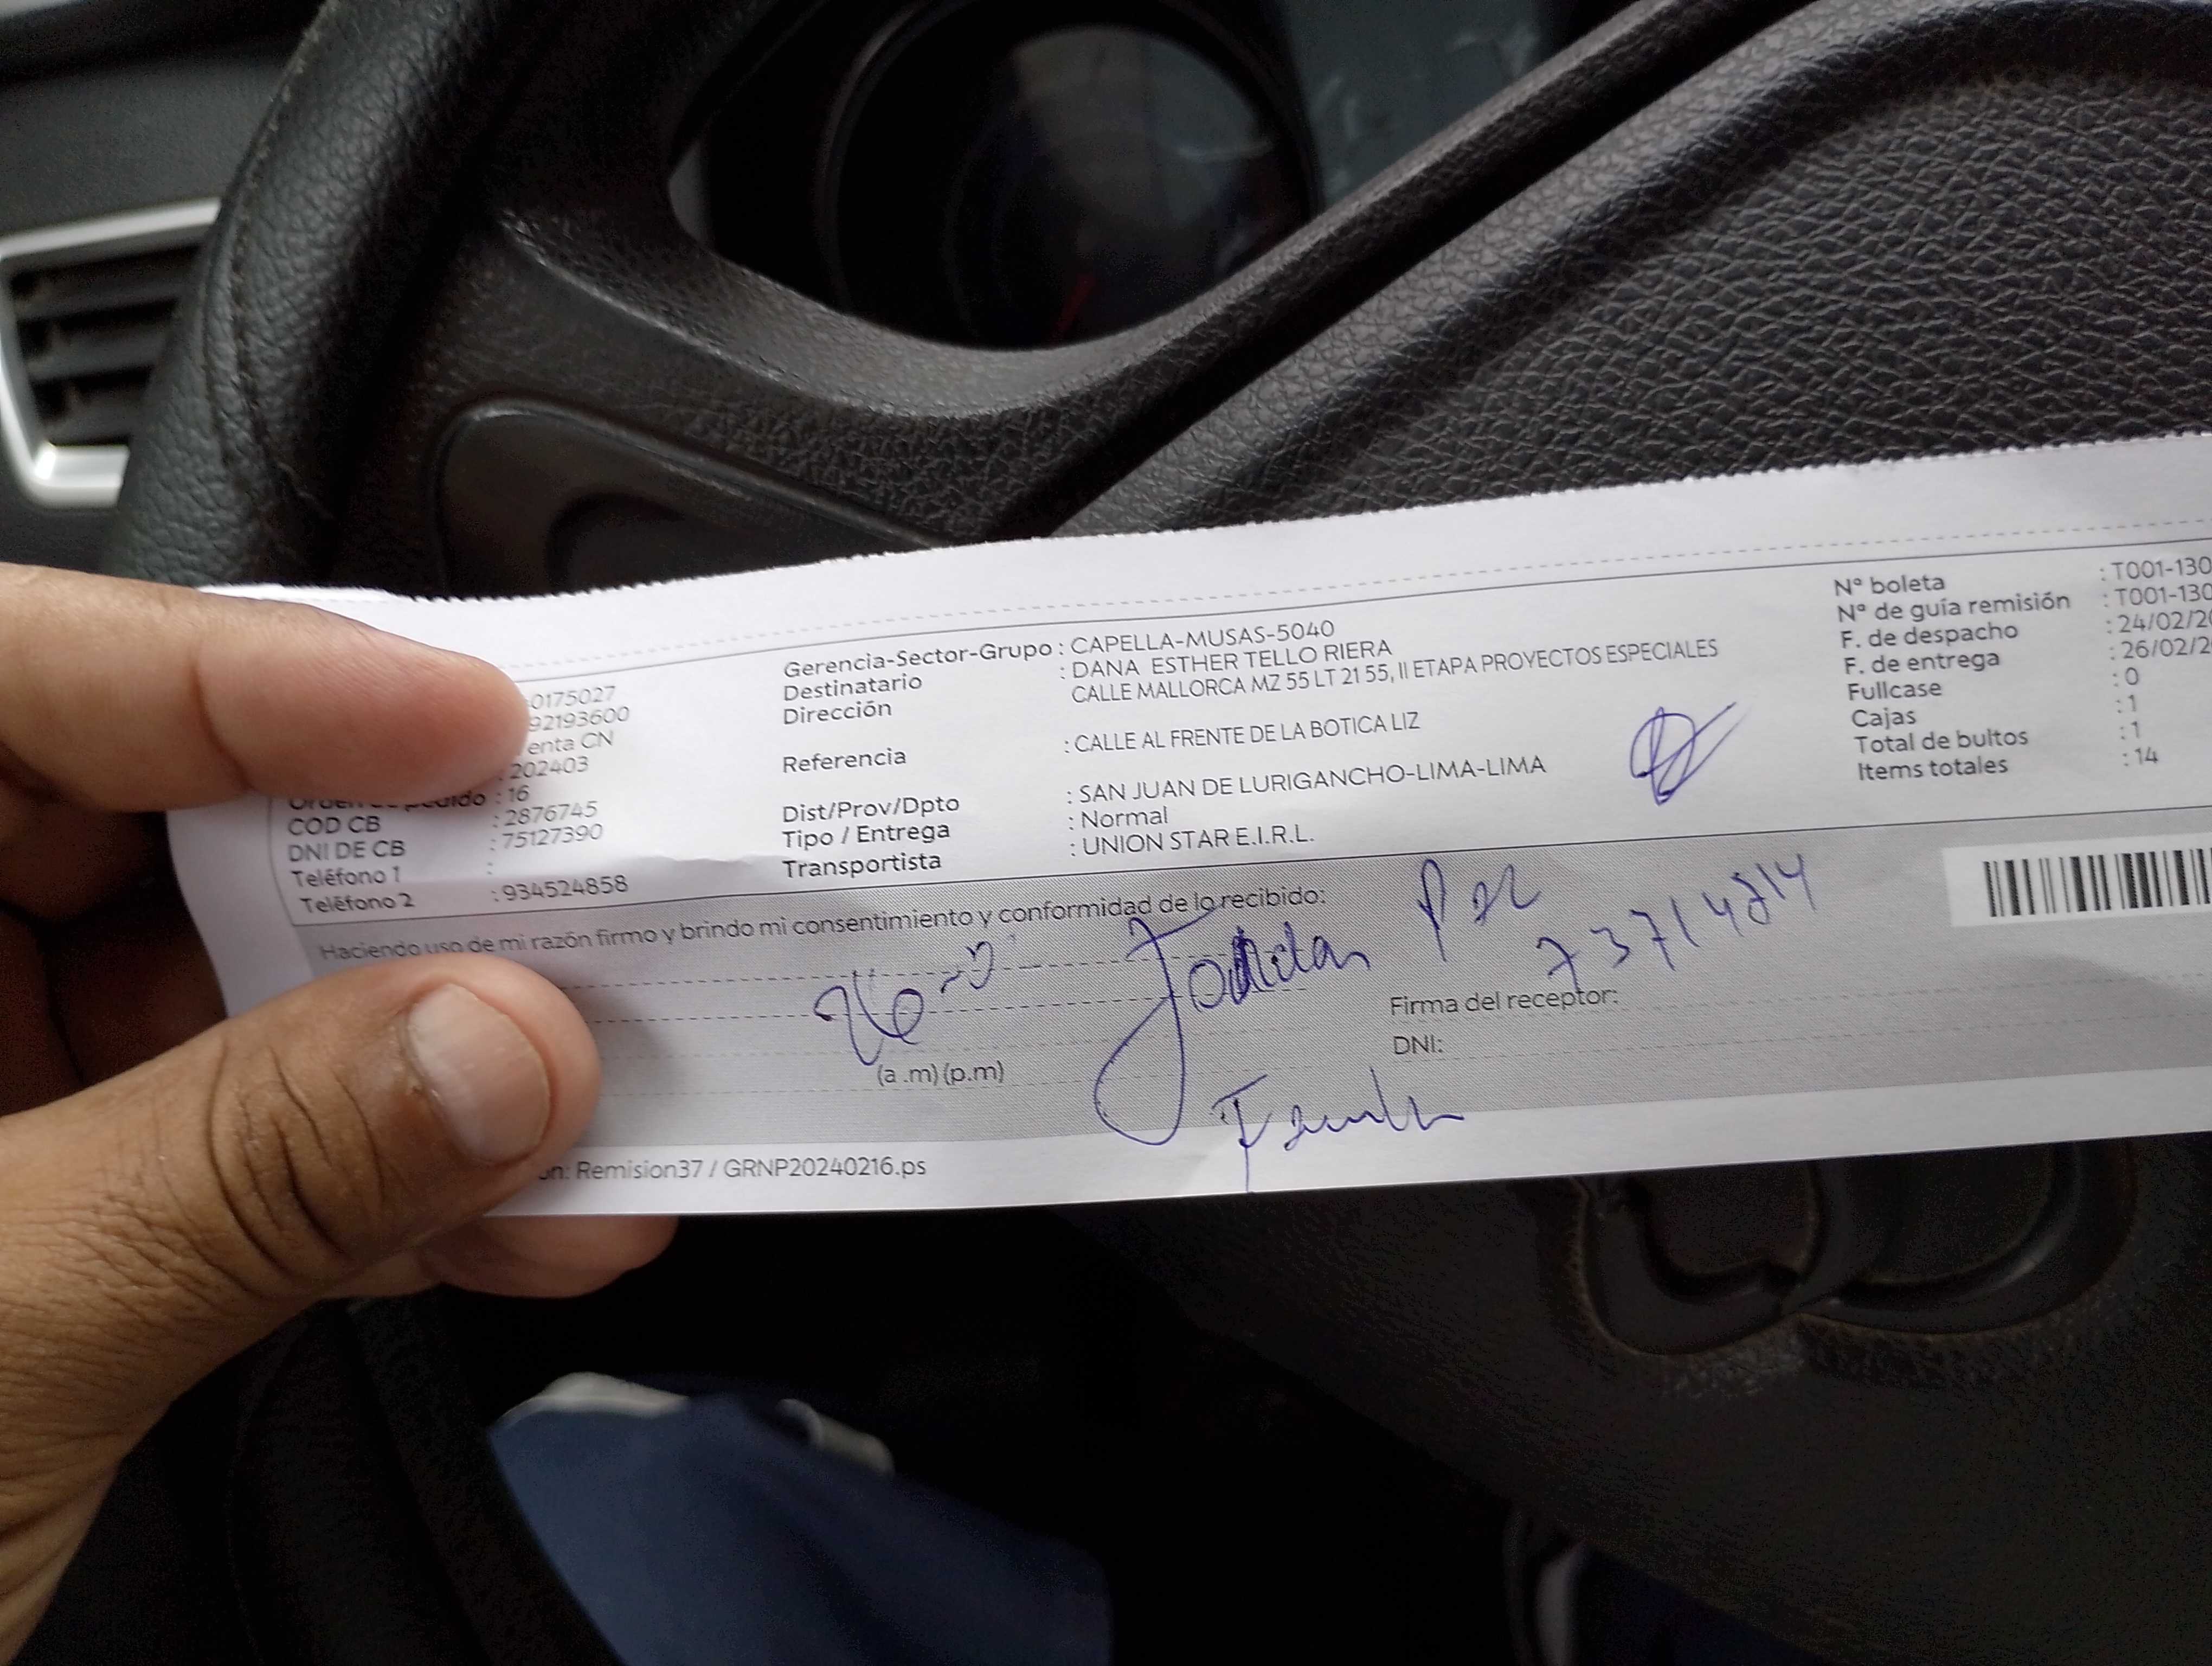 0175027
92193600
enta CN
: 202403
pedido : 16
COD CB : 2876745
DNI DE CB : 75127390
Teléfono 1 :
Teléfono 2 : 934524858
Gerencia-Sector-Grupo : CAPELLA-MUSAS-5040
Destinatario : DANA ESTHER TELLO RIERA
Dirección CALLE MALLORCA MZ 55 LT 21 55, II ETAPA PROYECTOS ESPECIALES
Referencia : CALLE AL FRENTE DE LA BOTICA LIZ
Dist/Prov/Dpto : SAN JUAN DE LURIGANCHO-LIMA-LIMA
Tipo / Entrega : Normal
Transportista : UNION STAR E.I.R.L.
N° boleta : T001-130
N° de guía remisión : T001-130
F. de despacho : 24/02/20
F. de entrega : 26/02/2
Fullcase : 0
Cajas : 1
Total de bultos : 1
Items totales : 14
Haciendo uso de mi razón firmo y brindo mi consentimiento y conformidad de lo recibido:
73714814
Firma del receptor:
DNI:
(a .m) (p.m)
Remision37 / GRNP20240216.ps